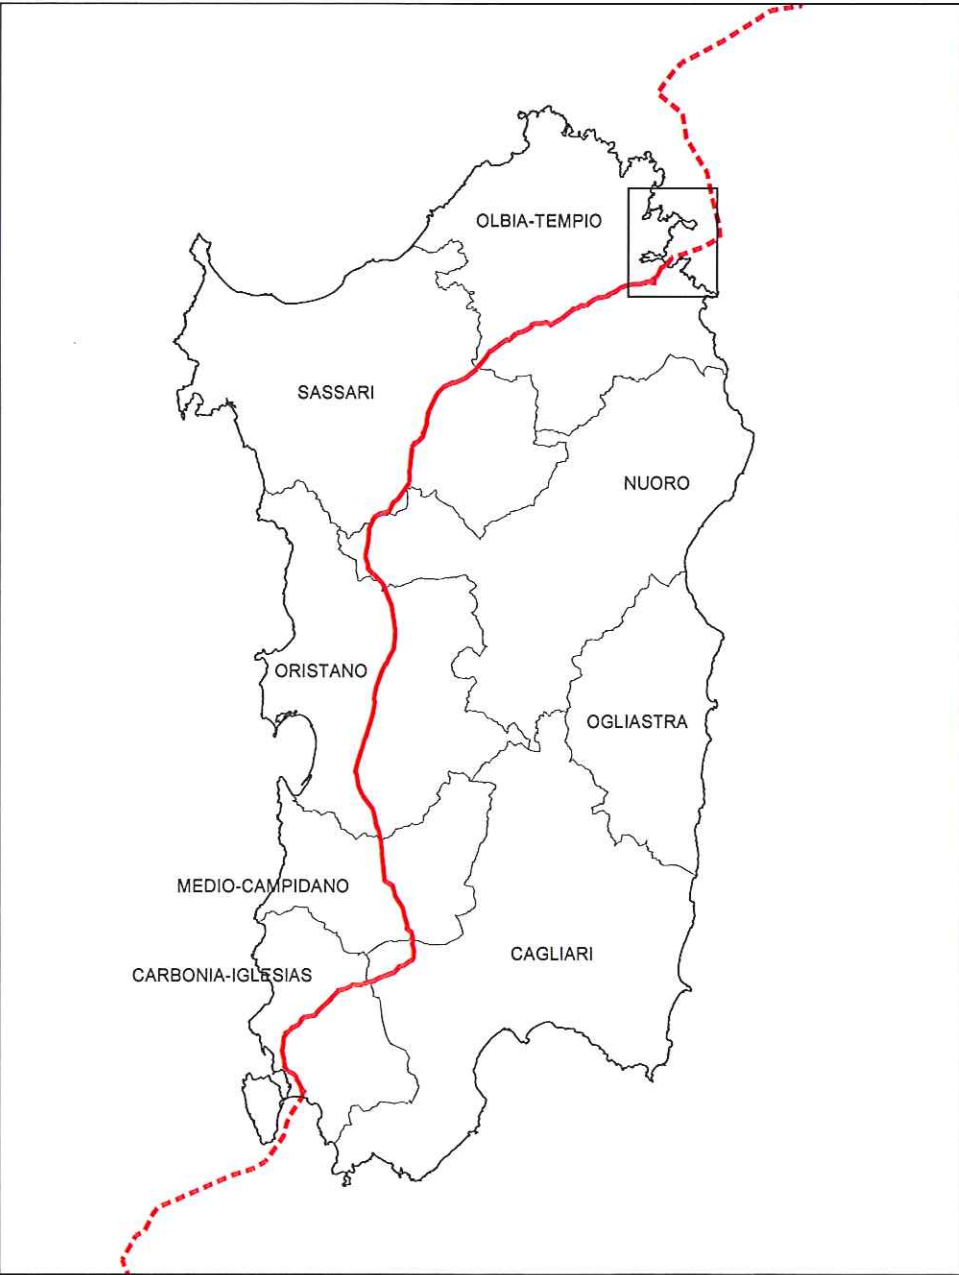 OLBIA-TEMPIO
SASSARI
NUORO
ORISTANO
OGLIASTRA
MEDIO-CAMPIDANO
CAGLIARI
CARBONIA-IGLESIAS